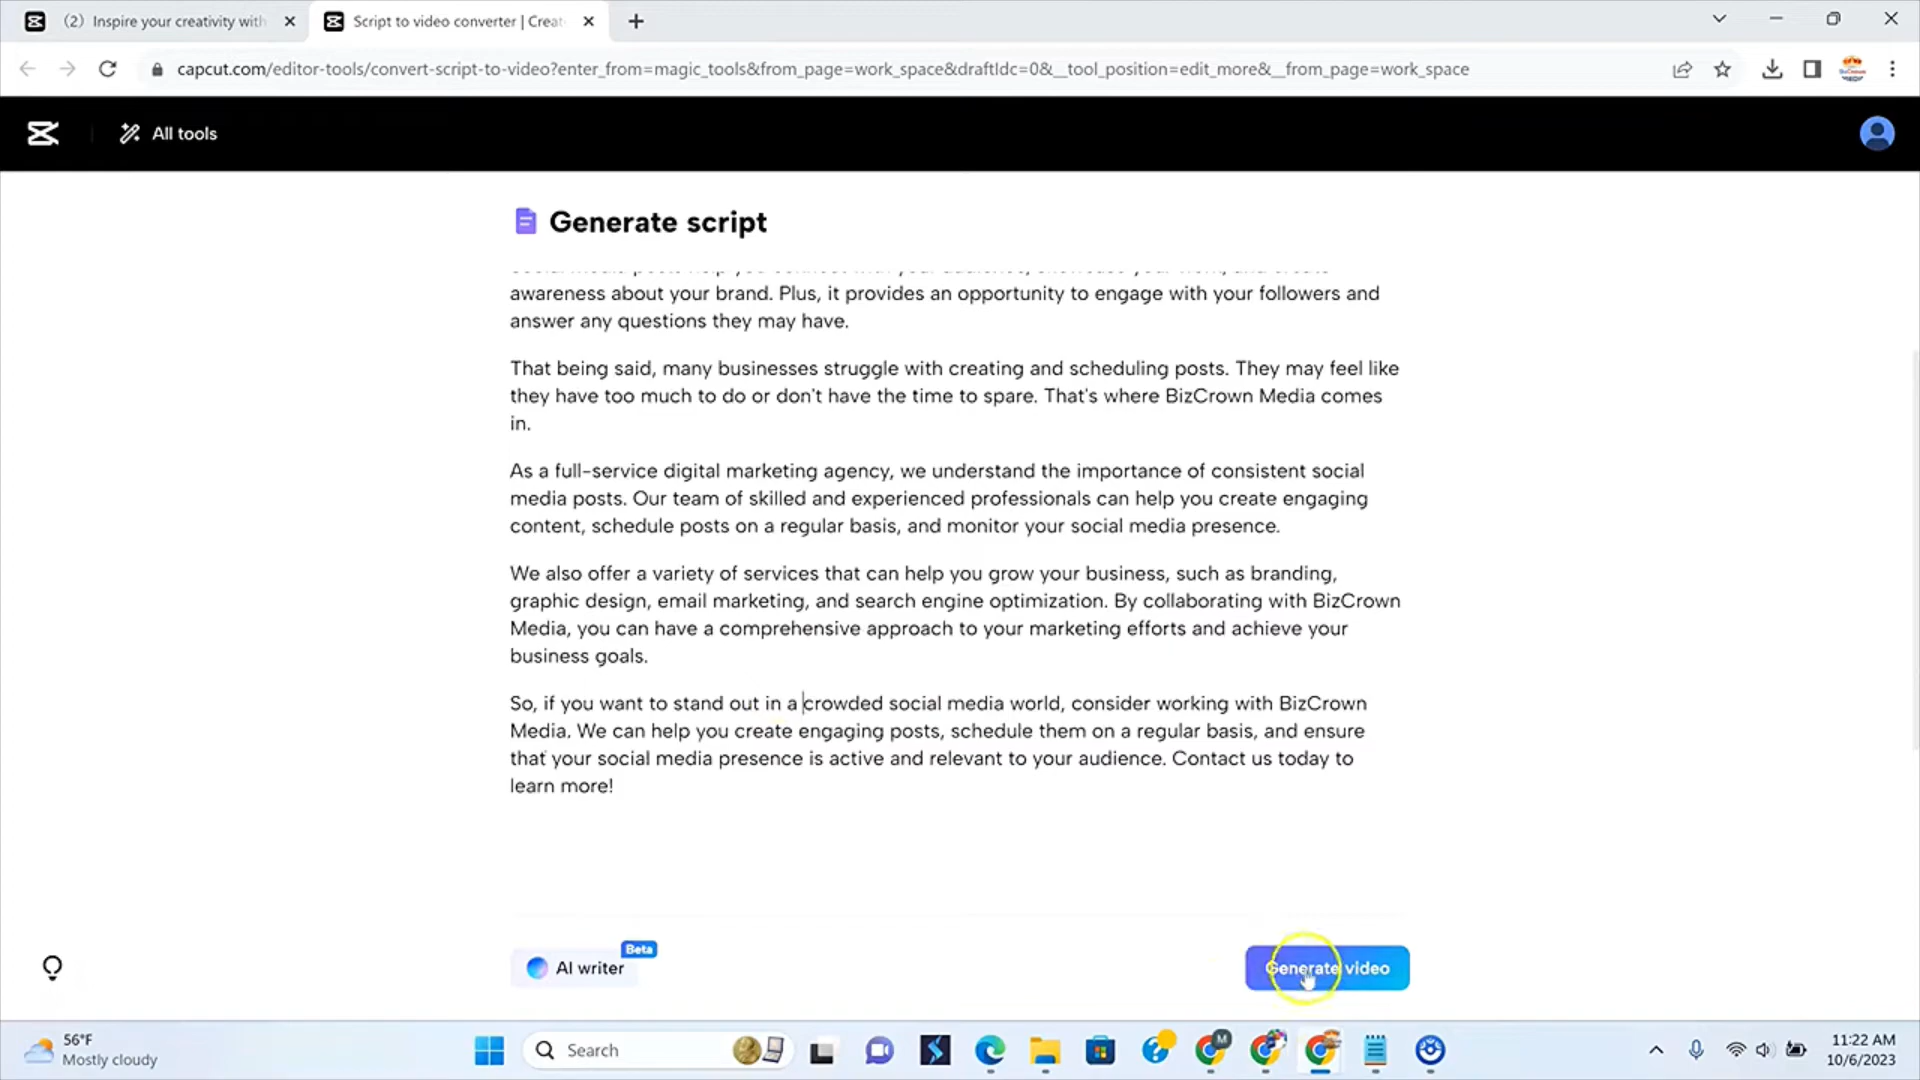 (2) Inspire your creativity with
Script to video converter | Creat
capcut.com/editor-tools/convert-script-to-video?enter_from=magic_tools&from_page=work_space&draftIdc=0&__tool_position=edit_more&__from_page=work_space
All tools
Generate script
awareness about your brand. Plus, it provides an opportunity to engage with your followers and
answer any questions they may have.
That being said, many businesses struggle with creating and scheduling posts. They may feel like
they have too much to do or don't have the time to spare. That's where BizCrown Media comes
in.
As a full-service digital marketing agency, we understand the importance of consistent social
media posts. Our team of skilled and experienced professionals can help you create engaging
content, schedule posts on a regular basis, and monitor your social media presence.
We also offer a variety of services that can help you grow your business, such as branding,
graphic design, email marketing, and search engine optimization. By collaborating with BizCrown
Media, you can have a comprehensive approach to your marketing efforts and achieve your
business goals.
So, if you want to stand out in a crowded social media world, consider working with BizCrown
Media. We can help you create engaging posts, schedule them on a regular basis, and ensure
that your social media presence is active and relevant to your audience. Contact us today to
learn more!
Beta
AI writer
Generate video
56°F
Mostly cloudy
Search
M
11:22 AM
10/6/2023